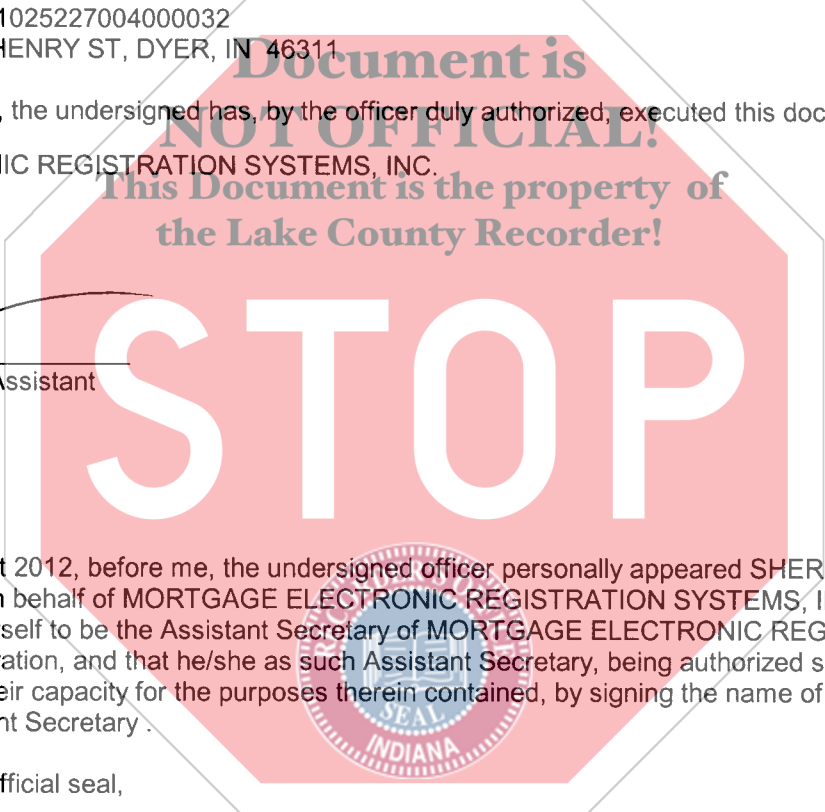 1025227004000032
HENRY ST, DYER, IN 46311
Document is
, the undersigned has, by the officer duly authorized, executed this doc
NOT OFFICIAL!
IC REGISTRATION SYSTEMS, INC.
This Document is the property of
the Lake County Recorder!
STOP
Assistant
t 2012, before me, the undersigned officer personally appeared SHER
n behalf of MORTGAGE ELECTRONIC REGISTRATION SYSTEMS, I
rself to be the Assistant Secretary of MORTGAGE ELECTRONIC REG
ration, and that he/she as such Assistant Secretary, being authorized s
eir capacity for the purposes therein contained, by signing the name of
nt Secretary .
RECORDER'S OFFICE
SEAL
INDIANA
fficial seal,